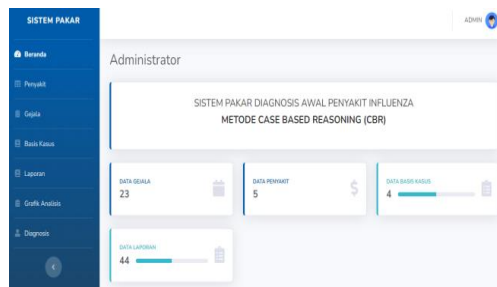 SISTEM PAKAR
ADMIN
Beranda
Administrator
Penyakit
SISTEM PAKAR DIAGNOSIS AWAL PENYAKIT INFLUENZA
METODE CASE BASED REASONING (CBR)
Gejala
Basis Kasus
Laporan
Grafik Analisis
Diagnosis
DATA GEJALA
23
DATA PENYAKIT
5
DATA BASIS KASUS
4
DATA LAPORAN
44